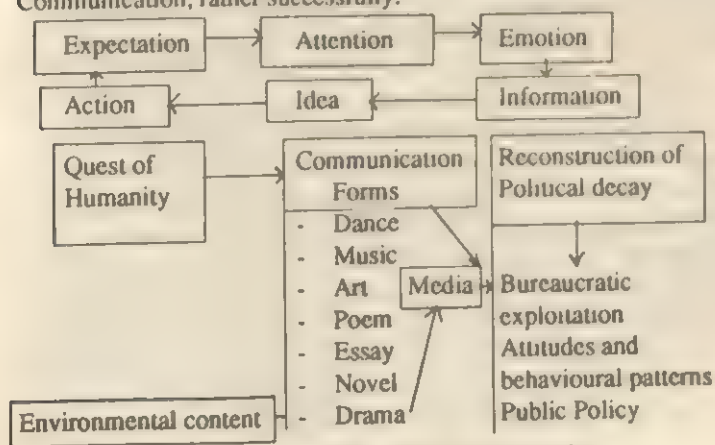 Communication, rather successfully.
Expectation
Attention
Emotion
Action
Idea
Information
Quest of
Humanity
Communication
Forms
- Dance
- Music
- Art
- Poem
- Essay
- Novel
- Drama
Media
Environmental content
Reconstruction of
Political decay
Bureaucratic
exploitation
Attitudes and
behavioural patterns
Public Policy